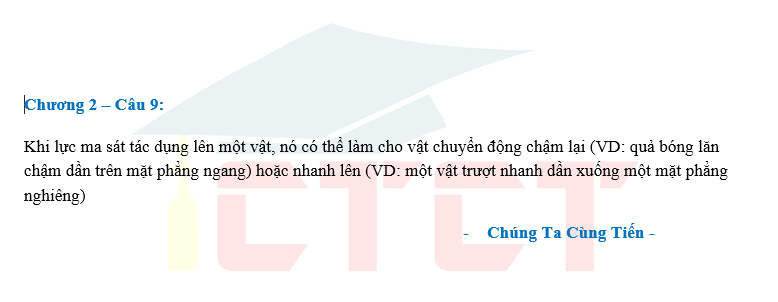 Chương 2 – Câu 9:
Khi lực ma sát tác dụng lên một vật, nó có thể làm cho vật chuyển động chậm lại (VD: quả bóng lăn
chậm dần trên mặt phẳng ngang) hoặc nhanh lên (VD: một vật trượt nhanh dần xuống một mặt phẳng
nghiêng)
- Chúng Ta Cùng Tiến -
CTCT